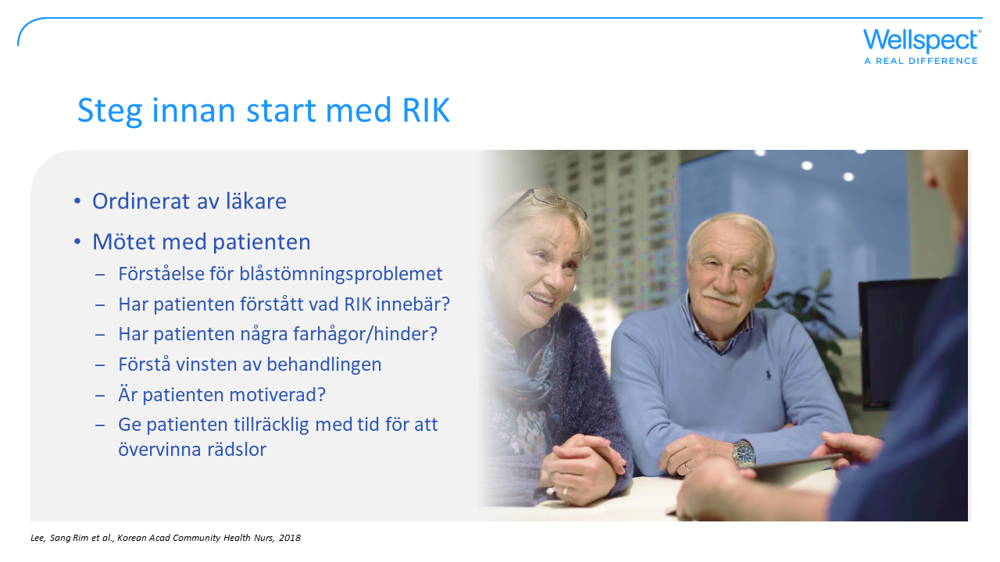 Wellspect®
A REAL DIFFERENCE
Steg innan start med RIK
• Ordinerat av läkare
• Mötet med patienten
– Förståelse för blåstömningsproblemet
– Har patienten förstått vad RIK innebär?
– Har patienten några farhågor/hinder?
– Förstå vinsten av behandlingen
– Är patienten motiverad?
– Ge patienten tillräcklig med tid för att
övervinna rädslor
Lee, Sang Rim et al., Korean Acad Community Health Nurs, 2018